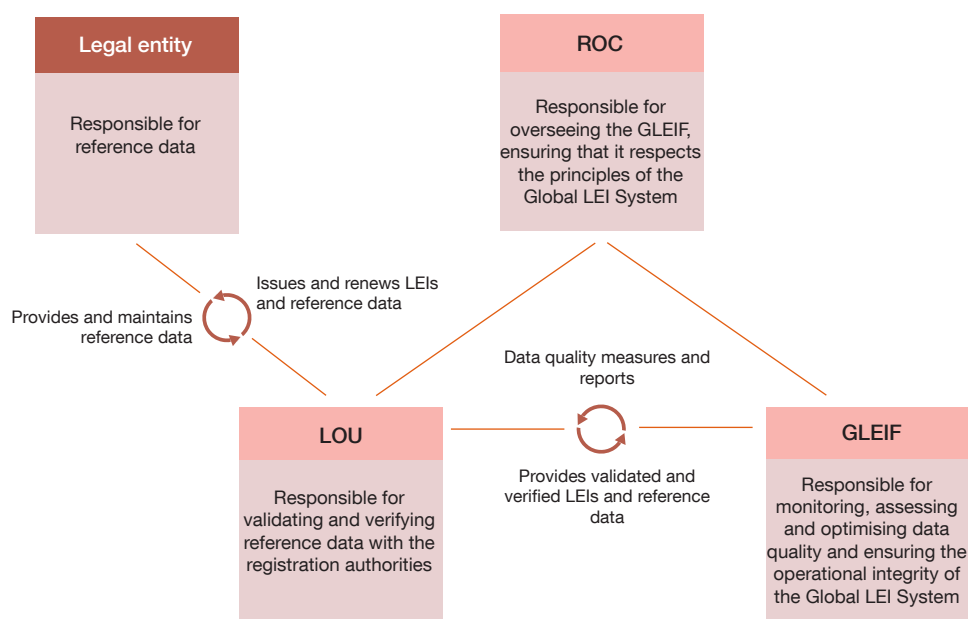 Legal entity
Responsible for
reference data
ROC
Responsible for
overseeing the GLEIF,
ensuring that it respects
the principles of the
Global LEI System
Issues and renews LEIs
and reference data
Provides and maintains
reference data
Data quality measures and
reports
Provides validated and
verified LEIs and reference
data
LOU
Responsible for
validating and verifying
reference data with the
registration authorities
GLEIF
Responsible for
monitoring, assessing
and optimising data
quality and ensuring the
operational integrity of
the Global LEI System